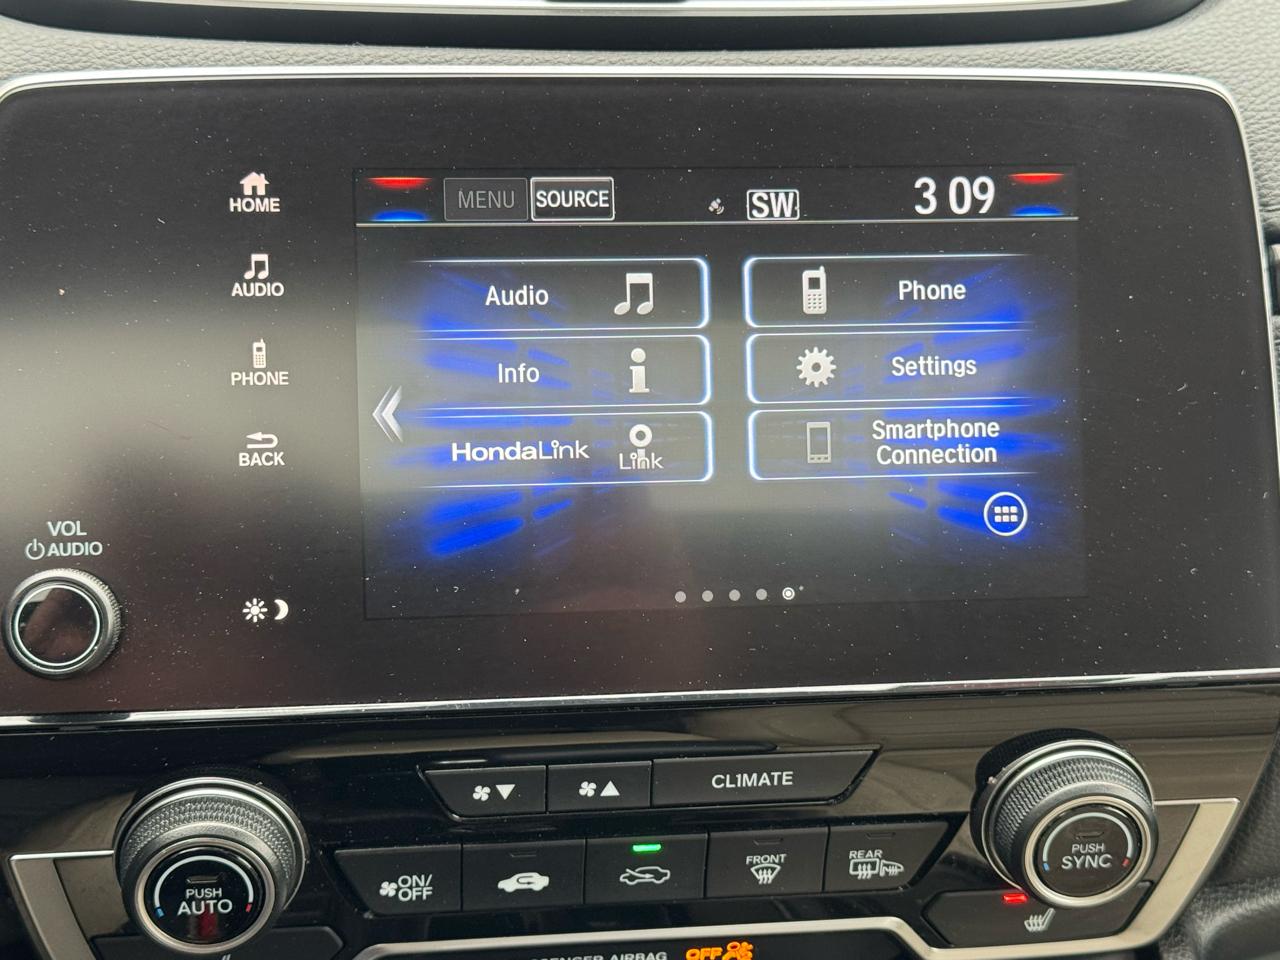 HOME
MENU
SOURCE
SW
3 09
AUDIO
Audio
Phone
PHONE
Info
Settings
BACK
HondaLink
Link
Smartphone
Connection
VOL
AUDIO
CLIMATE
ON/
OFF
FRONT
REAR
PUSH
AUTO
PUSH
SYNC
AIRBAG
OFF